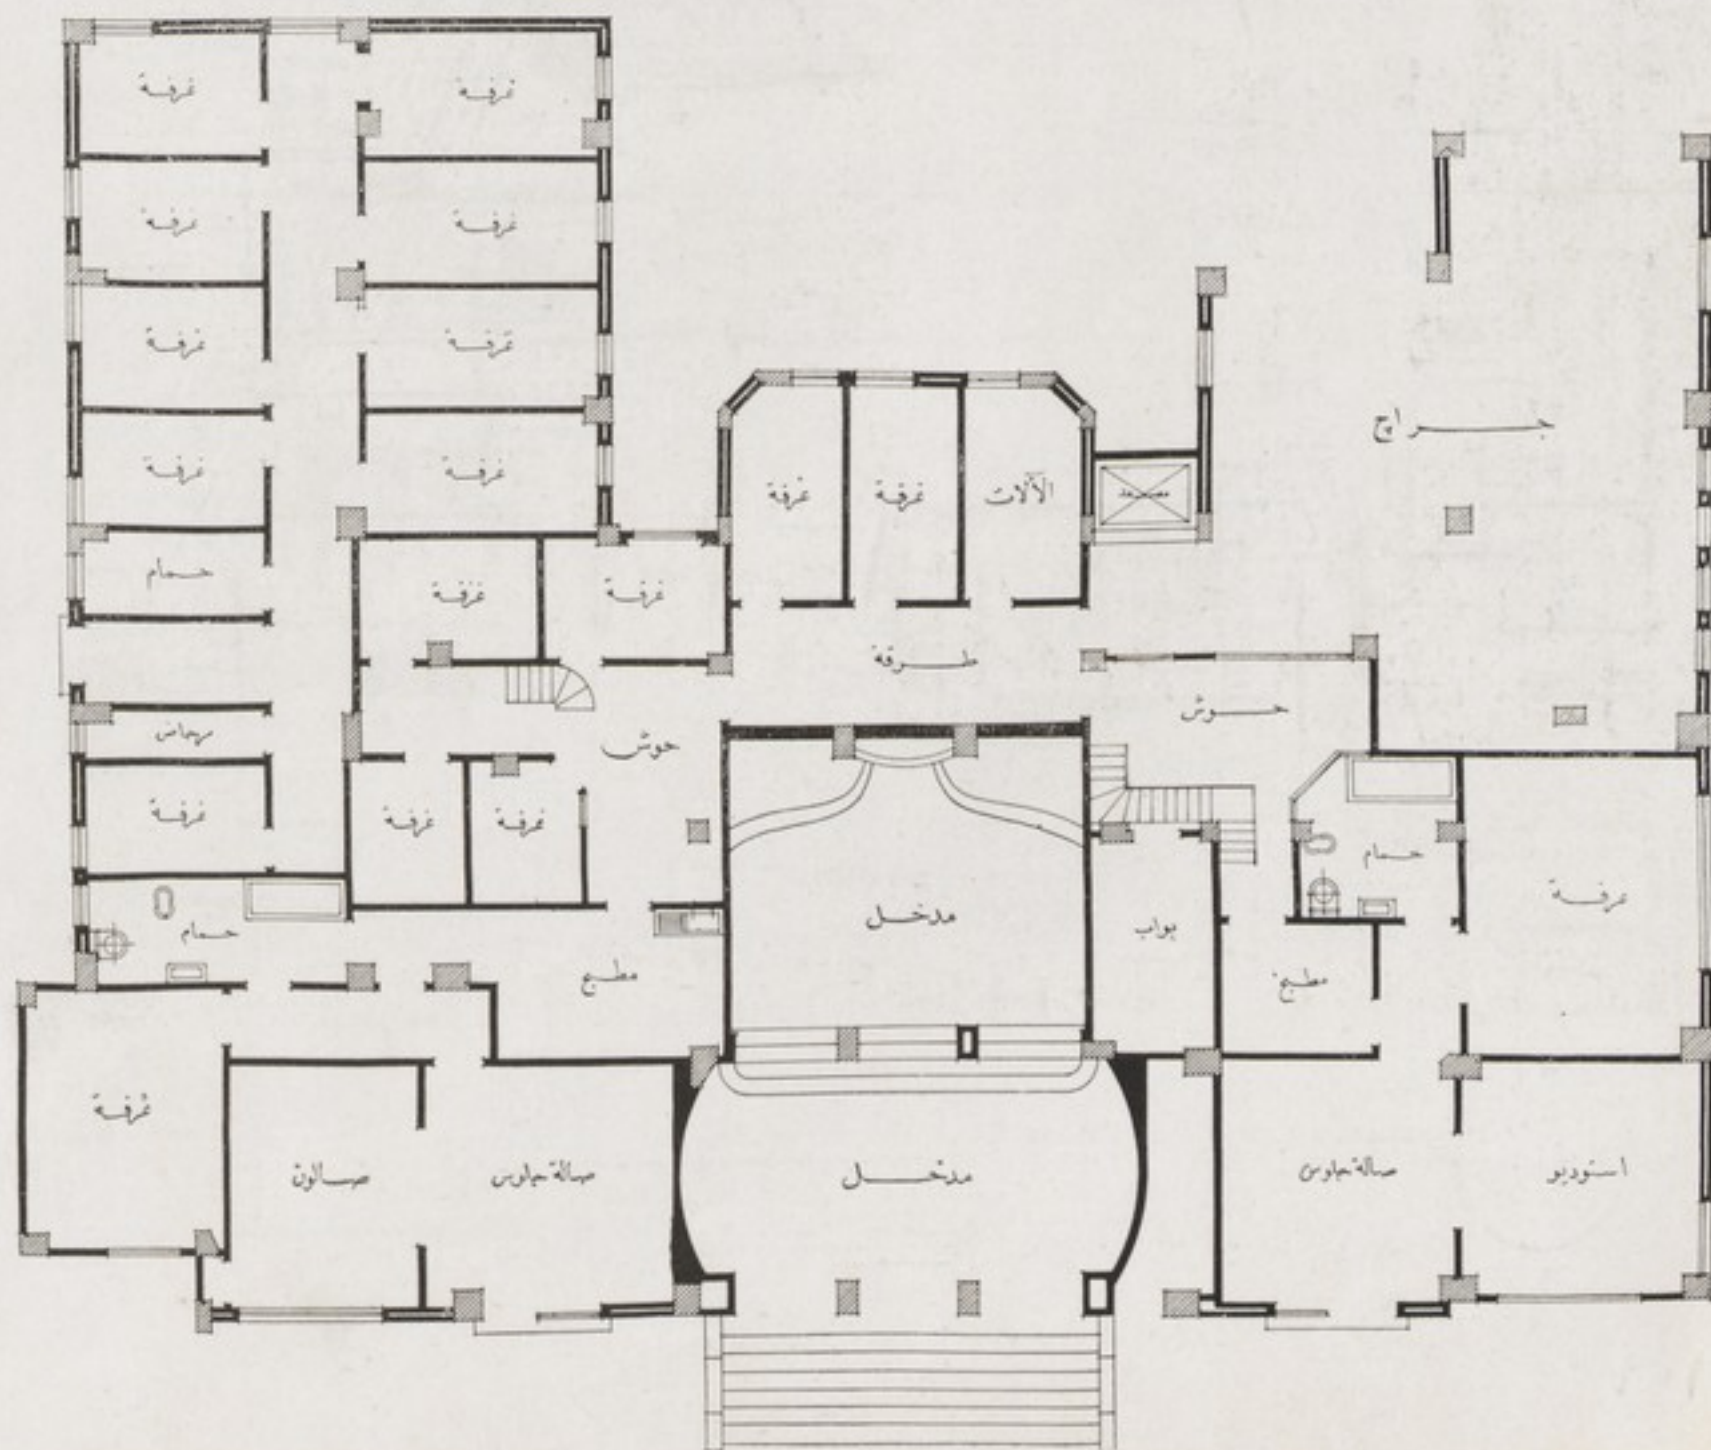 غرفة
غرفة
غرفة
غرفة
غرفة
غرفة
جراج
غرفة
غرفة
غرفة
غرفة
الآلات
مصعد
حمام
غرفة
غرفة
طرقة
حوش
حوش
غرفة
غرفة
غرفة
حمام
غرفة
مدخل
بواب
حمام
مطبخ
مطبخ
غرفة
صالون
صالة جلوس
مدخل
صالة جلوس
استوديو